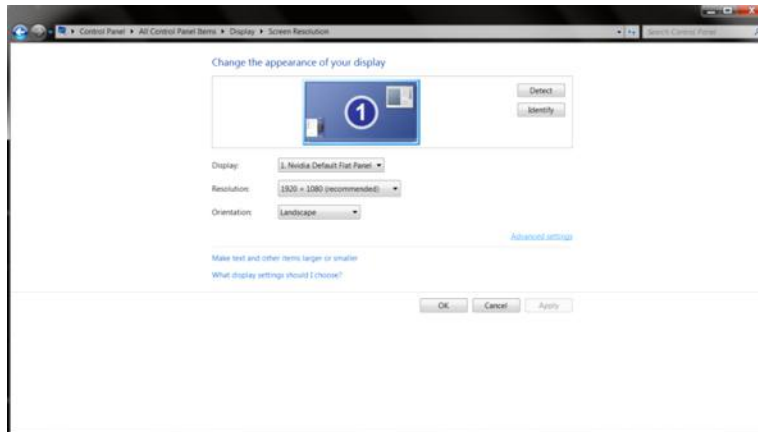 Control Panel ▸ All Control Panel Items ▸ Display ▸ Screen Resolution
Search Control Panel
Change the appearance of your display
1
Detect
Identify
Display: 1. Nvidia Default Flat Panel
Resolution: 1920 × 1080 (recommended)
Orientation: Landscape
Advanced settings
Make text and other items larger or smaller
What display settings should I choose?
OK Cancel Apply